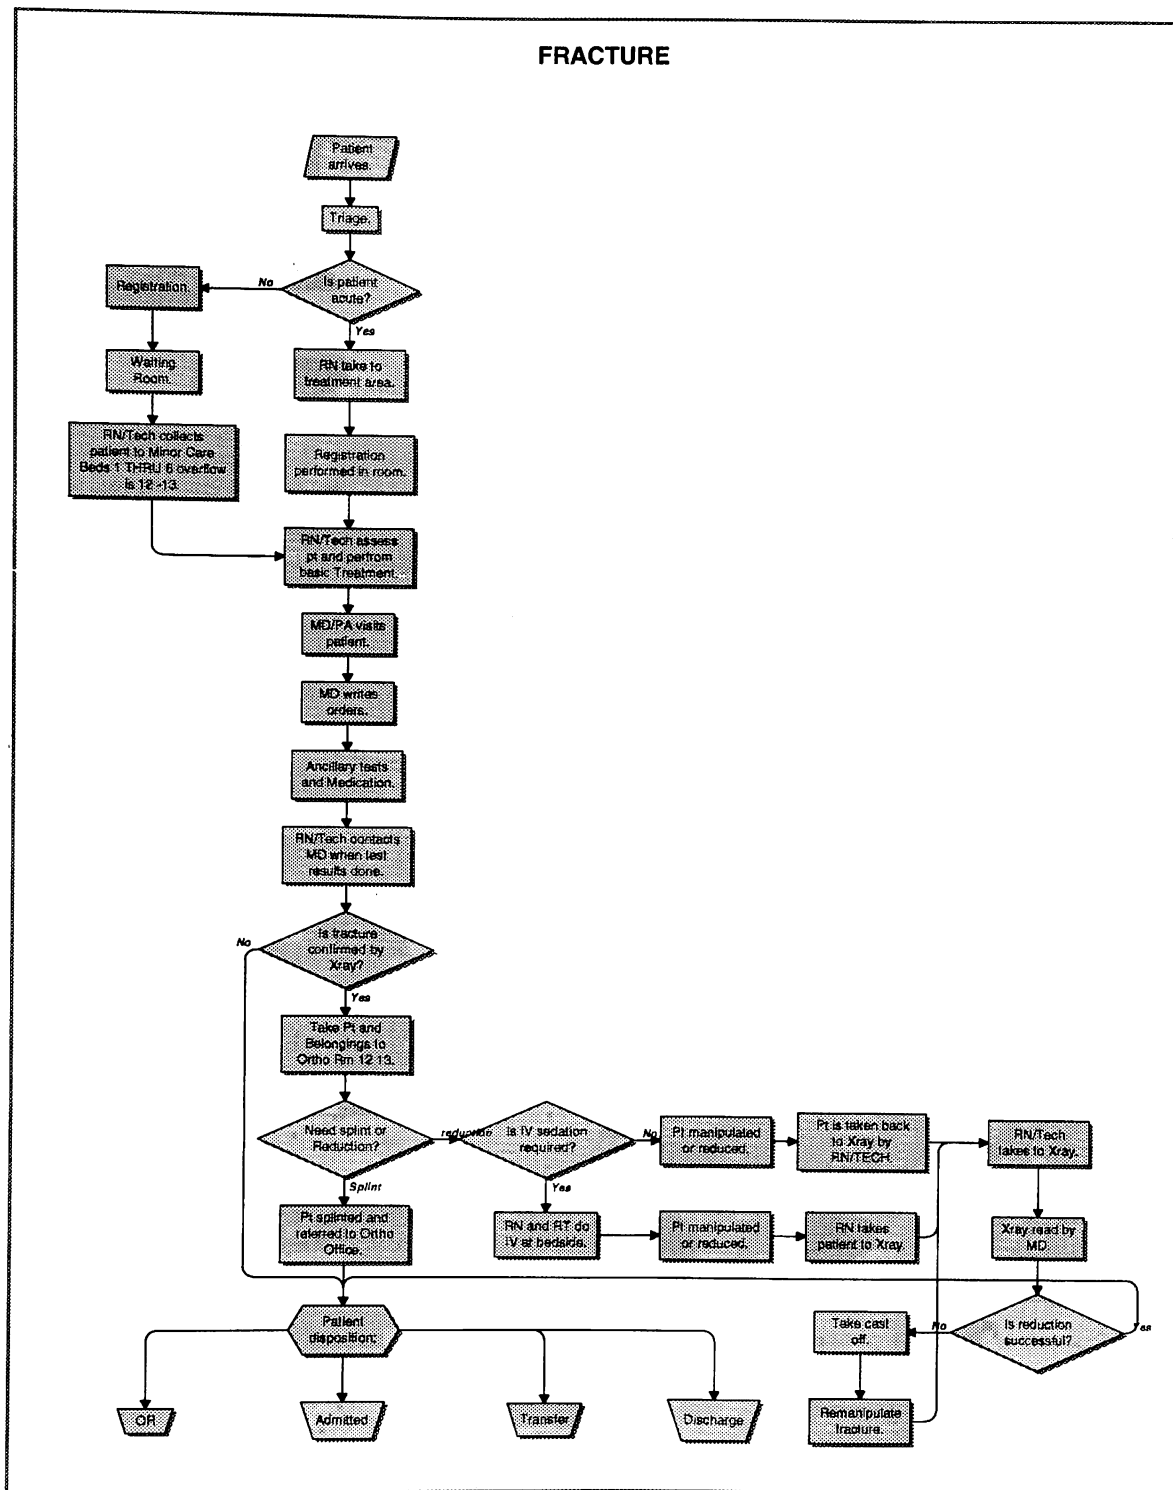 FRACTURE
Patient
arrives.
Triage.
Is patient
acute?
No
Yes
Registration.
Waiting
Room.
RN/Tech collects
patient to Minor Care
Beds 1 THRU 6 overflow
is 12 -13.
RN take to
treatment area.
Registration
performed in room.
RN/Tech assess
pt and perfrom
basic Treatment.
MD/PA visits
patient.
MD writes
orders.
Ancillary tests
and Medication.
RN/Tech contacts
MD when test
results done.
Is fracture
confirmed by
Xray?
No
Yes
Take Pt and
Belongings to
Ortho Rm 12 13.
Need splint or
Reduction?
reduction
Splint
Is IV sedation
required?
No
Yes
Pt manipulated
or reduced.
Pt is taken back
to Xray by
RN/TECH
RN/Tech
takes to Xray.
Pt splinted and
referred to Ortho
Office.
RN and RT do
IV at bedside.
Pt manipulated
or reduced.
RN takes
patient to Xray
Xray read by
MD.
Is reduction
successful?
No
Yes
Take cast
off.
Remanipulate
fracture.
Patient
disposition:
OR
Admitted
Transfer
Discharge